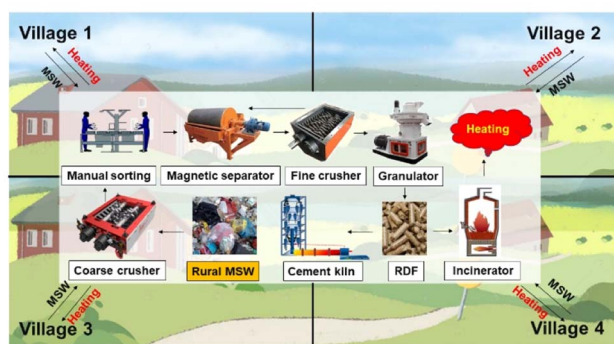 Village 1
Village 2
Heating
MSW
Heating
MSW
Heating
Manual sorting
Magnetic separator
Fine crusher
Granulator
Coarse crusher
Rural MSW
Cement kiln
RDF
Incinerator
MSW
Heating
MSW
Heating
Village 3
Village 4